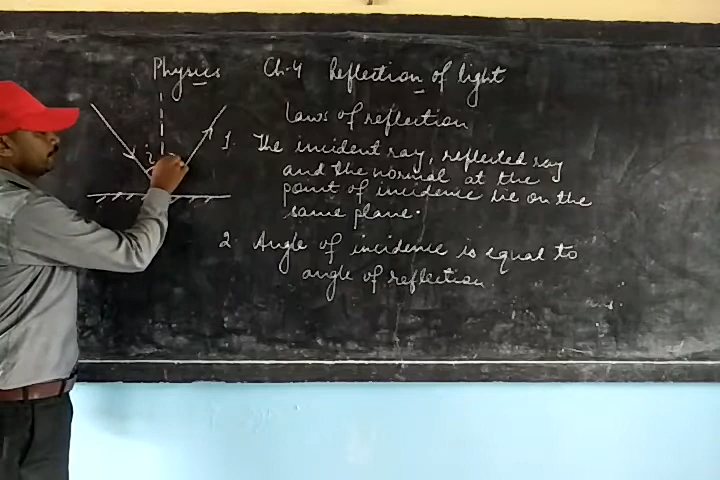 Physics Ch-4 Reflection of light
Laws of reflection
i
1. The incident ray, reflected ray
and the normal at the
point of incidence lie on the
same plane.
2 Angle of incidence is equal to
angle of reflection.